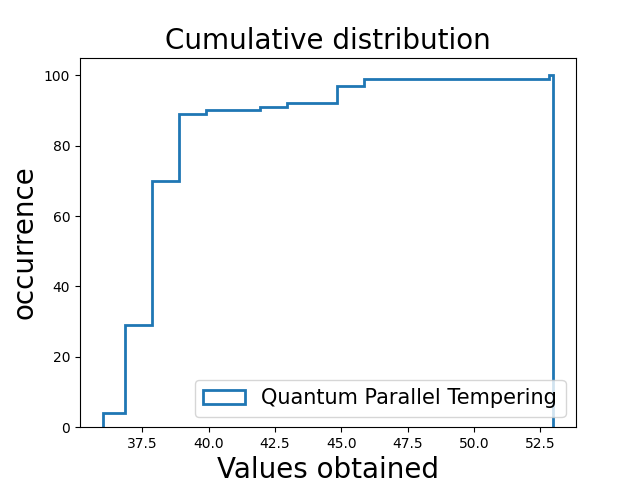 Cumulative distribution
100
80
60
40
20
0
occurrence
Quantum Parallel Tempering
37.5 40.0 42.5 45.0 47.5 50.0 52.5
Values obtained